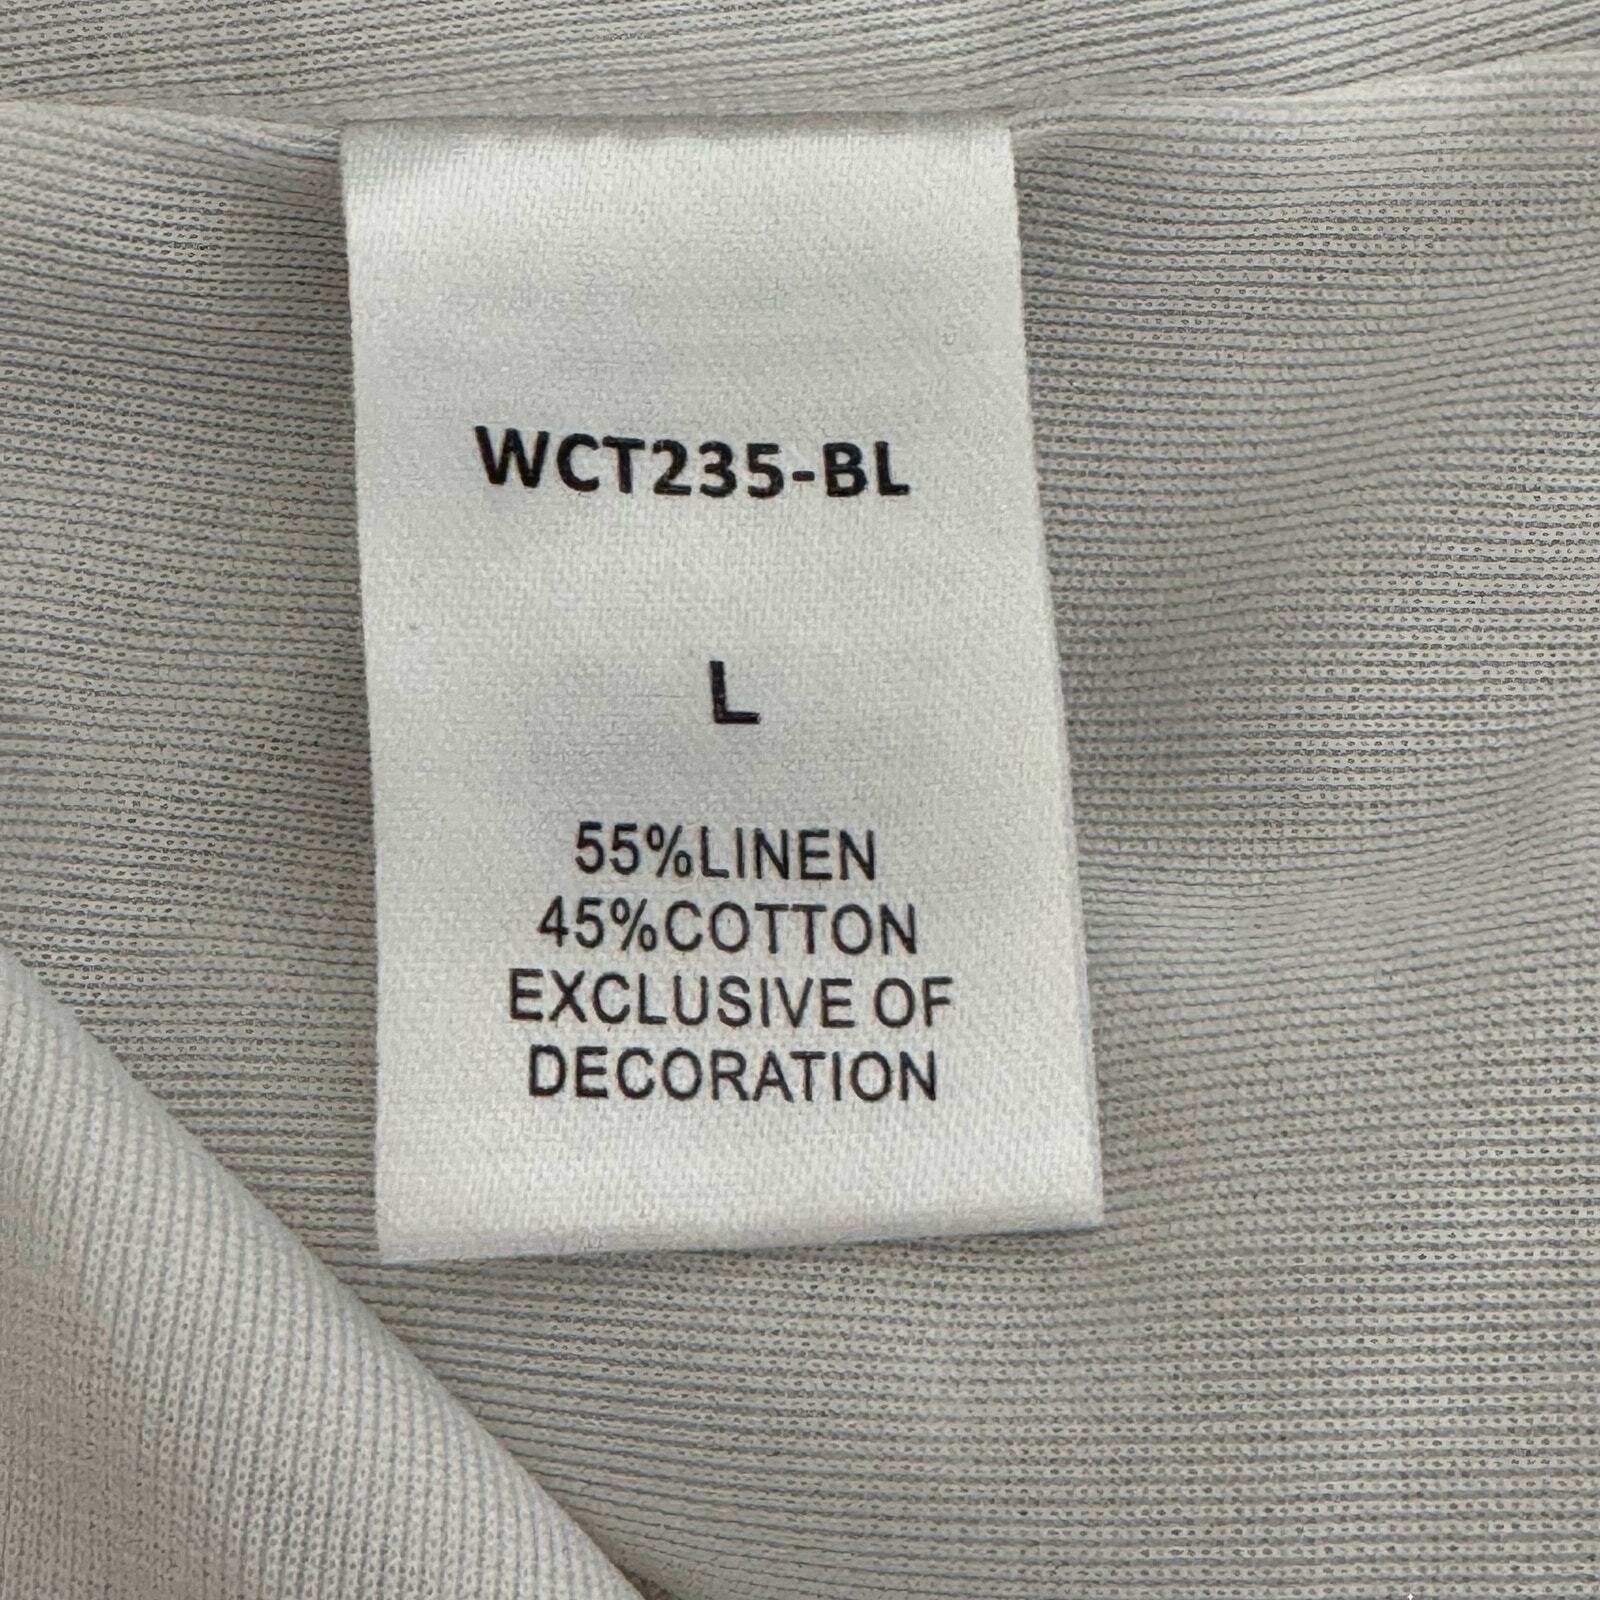 WCT235-BL
L
55%LINEN
45%COTTON
EXCLUSIVE OF
DECORATION